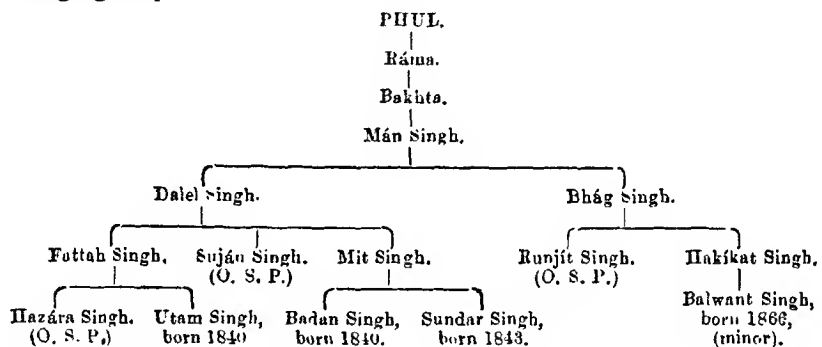 PHUL.
Ráma.
Bakhta.
Mán Singh.
Dalel Singh. Bhág Singh.
Fattah Singh, Suján Singh. Mit Singh. Runjít Singh. Hakíkat Singh.
(O. S. P.) (O. S. P.)
Hazára Singh. Utam Singh, Badan Singh, Sundar Singh, Balwant Singh,
(O. S. P.) born 1840 born 1840. born 1843. born 1866,
(minor).